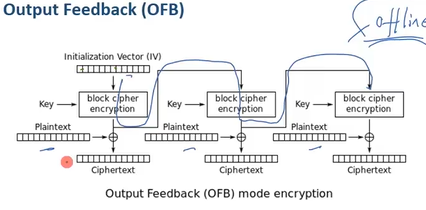 Output Feedback (OFB)
offline
Initialization Vector (IV)
Key
block cipher
encryption
Key
block cipher
encryption
Key
block cipher
encryption
Plaintext
Plaintext
Plaintext
Ciphertext
Ciphertext
Ciphertext
Output Feedback (OFB) mode encryption